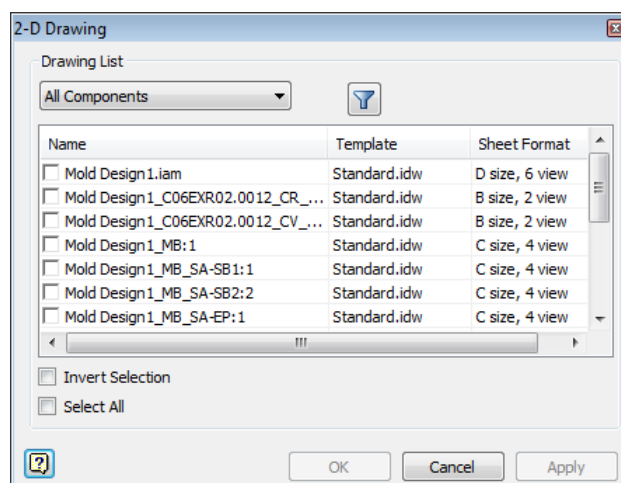 2-D Drawing
Drawing List
All Components
Name Template Sheet Format
Mold Design1.iam Standard.idw D size, 6 view
Mold Design1_C06EXR02.0012_CR_... Standard.idw B size, 2 view
Mold Design1_C06EXR02.0012_CV_... Standard.idw B size, 2 view
Mold Design1_MB:1 Standard.idw C size, 4 view
Mold Design1_MB_SA-SB1:1 Standard.idw C size, 4 view
Mold Design1_MB_SA-SB2:2 Standard.idw C size, 4 view
Mold Design1_MB_SA-EP:1 Standard.idw C size, 4 view
Invert Selection
Select All
? OK Cancel Apply